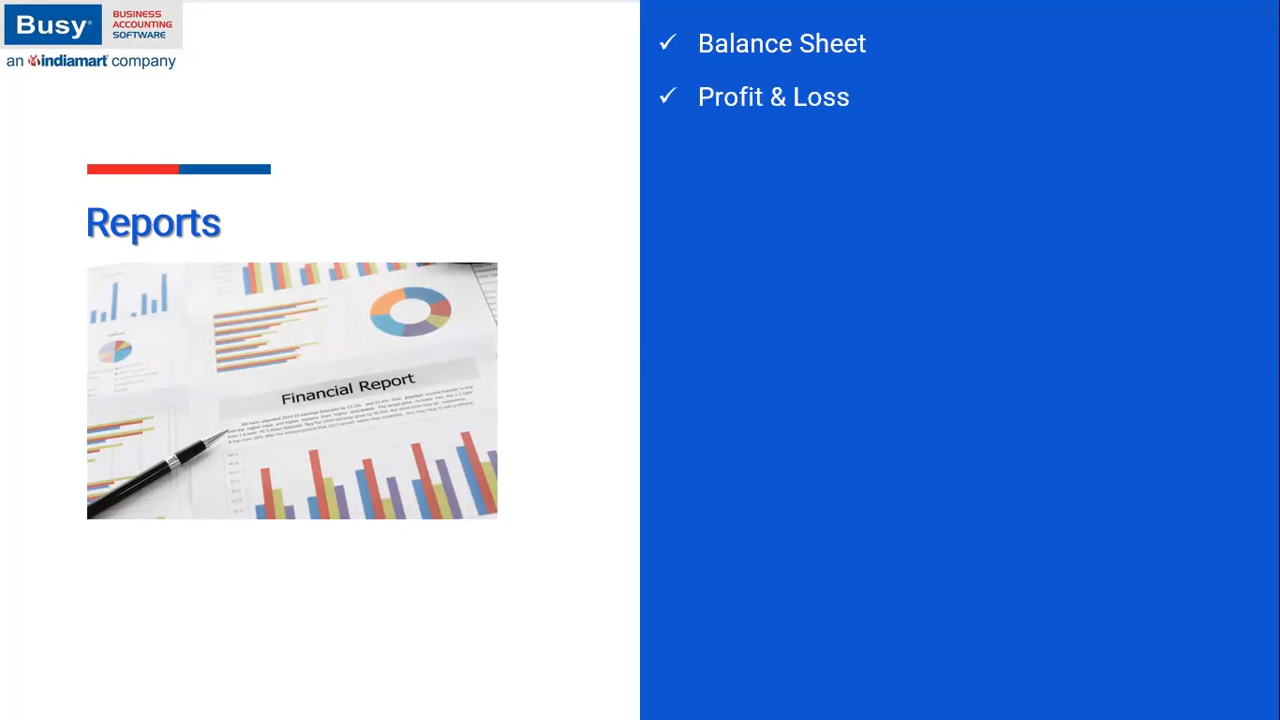 Busy
BUSINESS
ACCOUNTING
SOFTWARE
an indiamart company
Reports
Financial Report
✓ Balance Sheet
✓ Profit & Loss